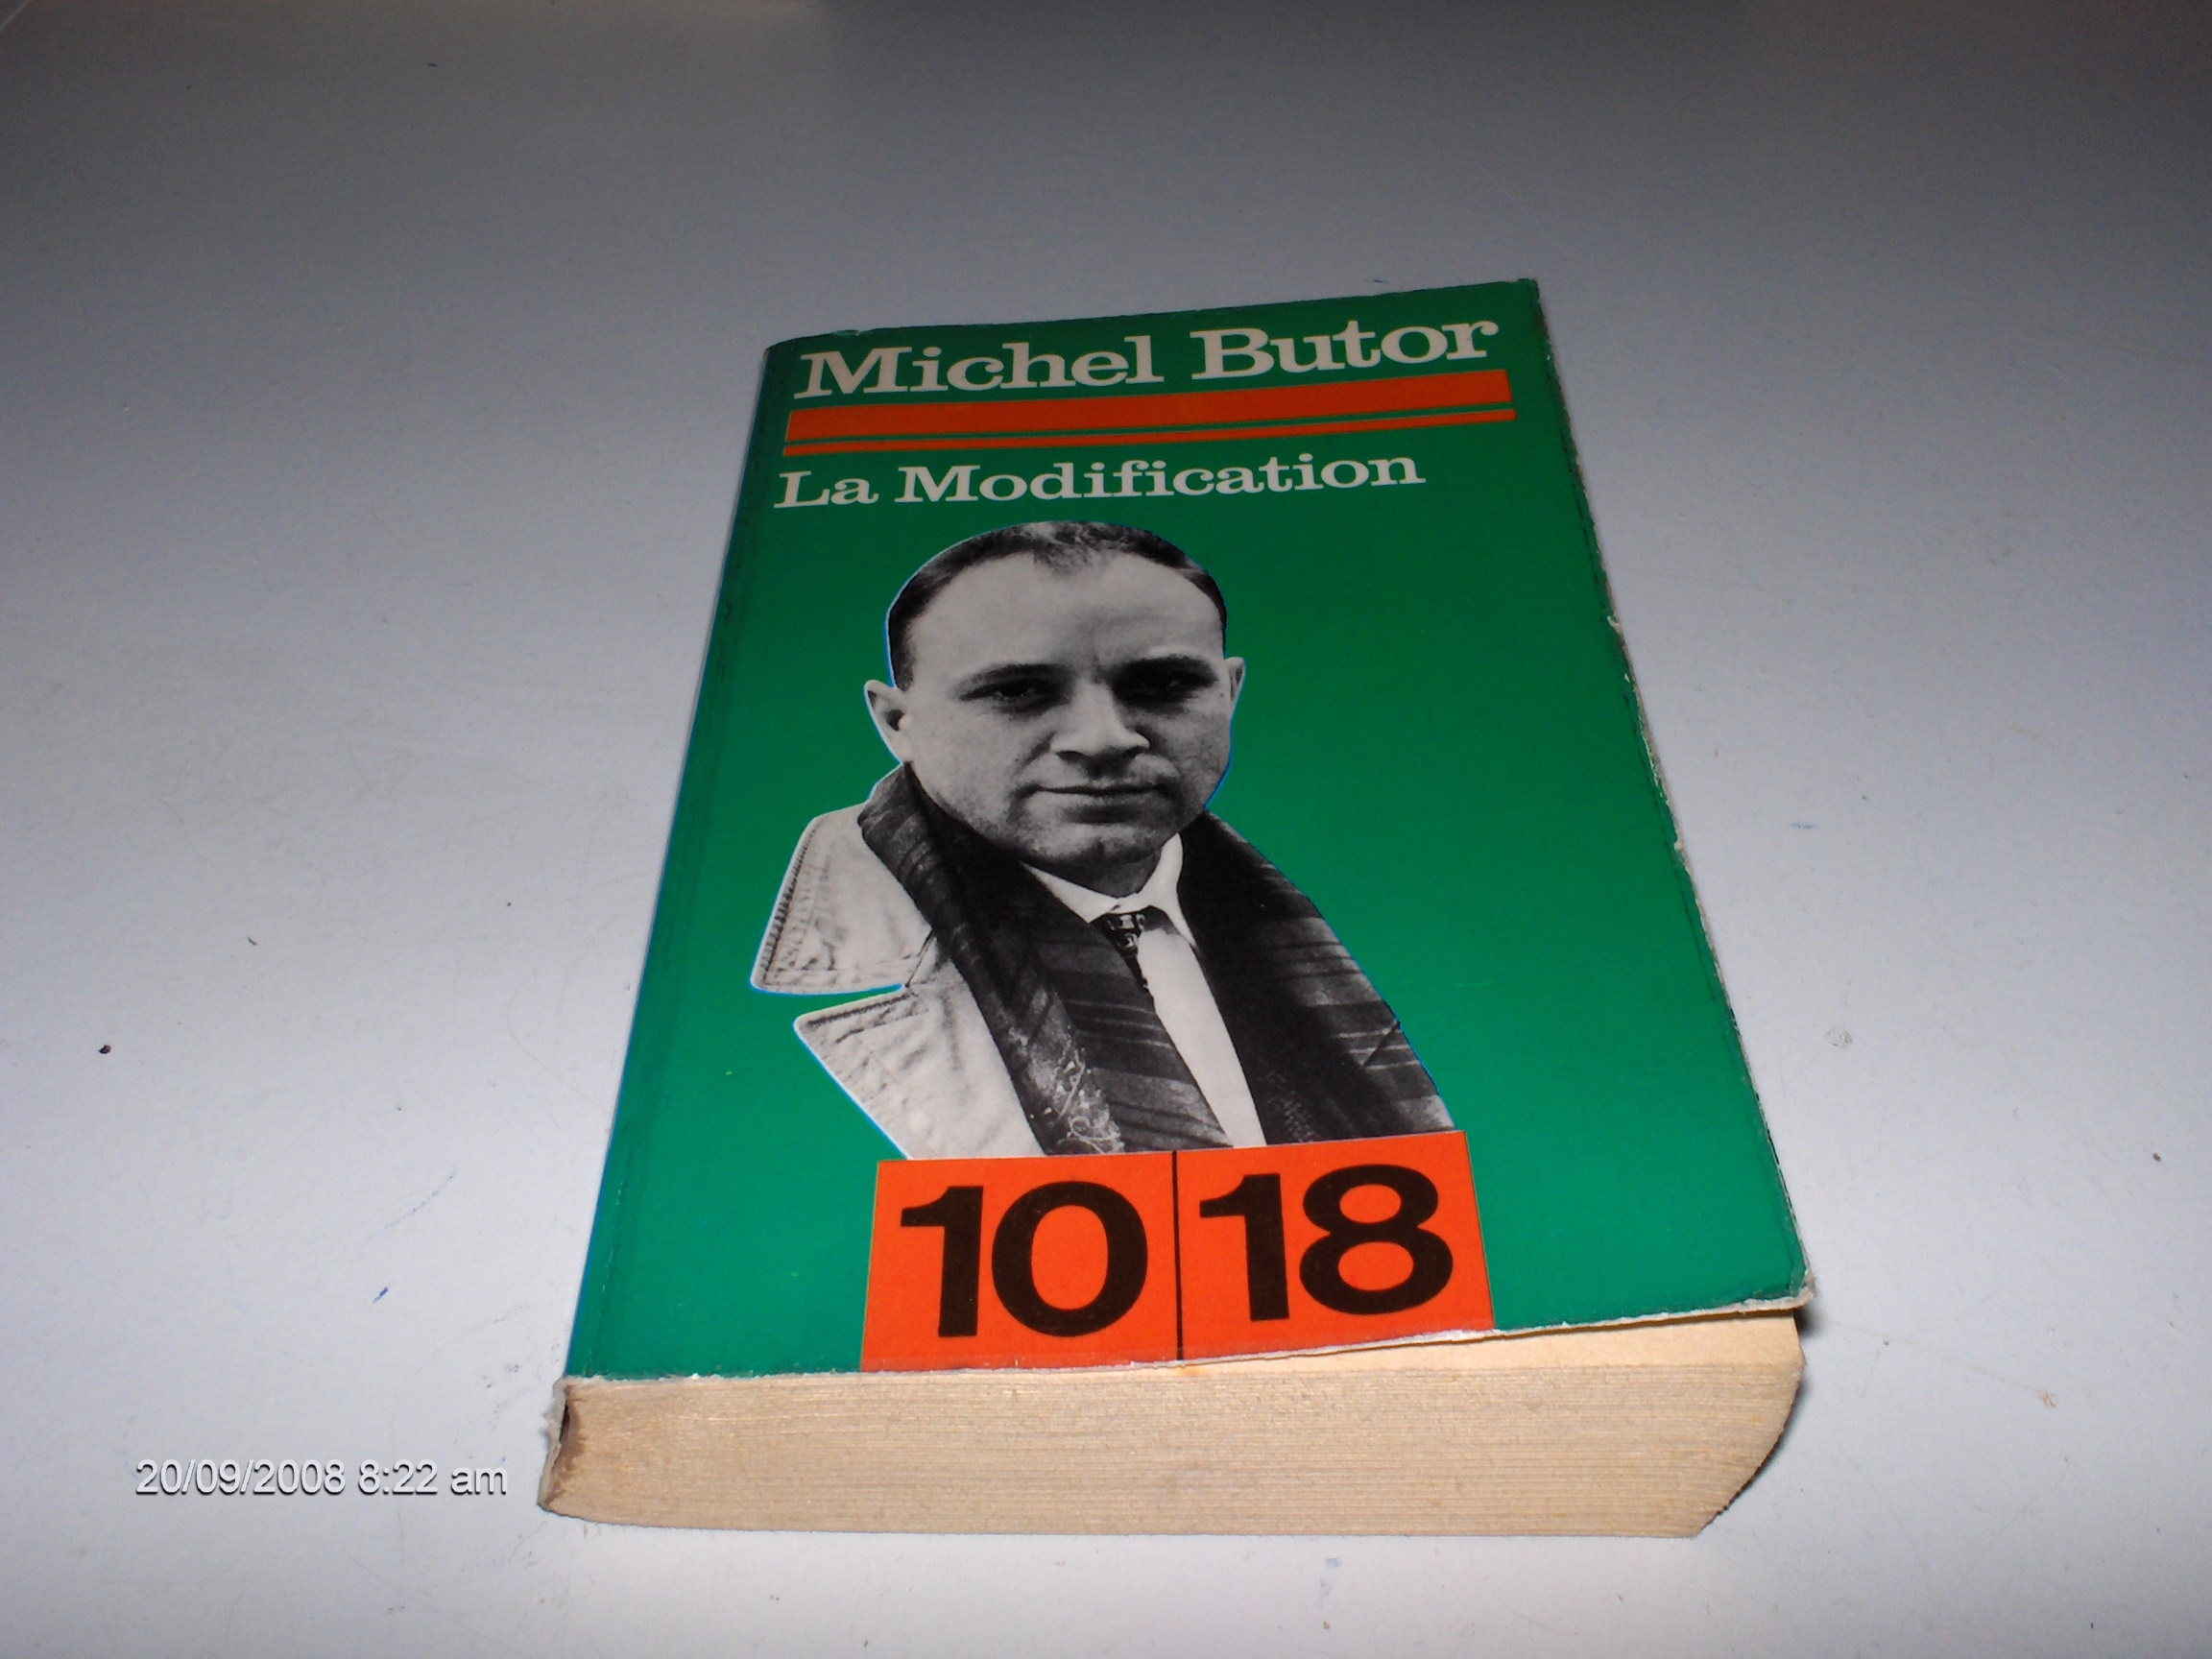 Michel Butor
La Modification
10 18
20/09/2008 8:22 am